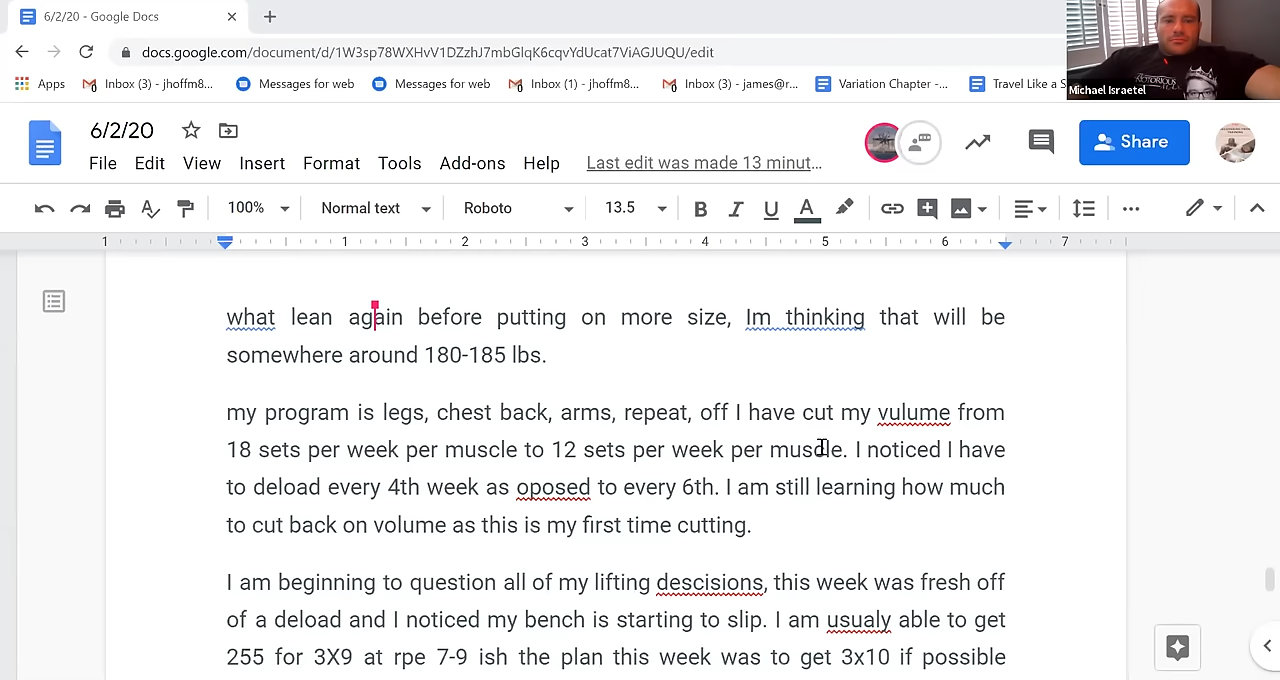 6/2/20 - Google Docs
docs.google.com/document/d/1W3sp78WXHvV1DZzhJ7mbGlqK6cqvYdUcat7ViAGJUQU/edit
Apps Inbox (3) - jhoffm8... Messages for web Messages for web Inbox (1) - jhoffm8... Inbox (3) - james@r... Variation Chapter -... Travel Like a S
NOTORIOUS
Michael Israetel
6/2/20
Share
File Edit View Insert Format Tools Add-ons Help Last edit was made 13 minut...
100% Normal text Roboto 13.5 B I U A
1 1 2 3 4 5 6 7
what lean again before putting on more size, Im thinking that will be
somewhere around 180-185 lbs.
my program is legs, chest back, arms, repeat, off I have cut my vulume from
18 sets per week per muscle to 12 sets per week per muscle. I noticed I have
to deload every 4th week as oposed to every 6th. I am still learning how much
to cut back on volume as this is my first time cutting.
I am beginning to question all of my lifting descisions, this week was fresh off
of a deload and I noticed my bench is starting to slip. I am usualy able to get
255 for 3X9 at rpe 7-9 Ish the plan this week was to get 3x10 if possible